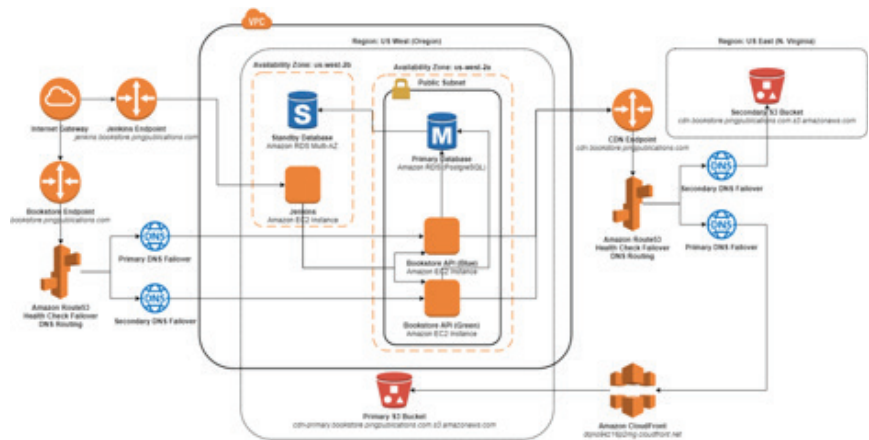 VPC
Region: US West (Oregon)
Region: US East (N. Virginia)
Availability Zone: us-west-2b
Availability Zone: us-west-2a
Public Subnet
Internet Gateway
Jenkins Endpoint
jenkins.bookstore.pingpublications.com
S
Standby Database
Amazon RDS Multi-AZ
M
Primary Database
Amazon RDS (PostgreSQL)
CDN Endpoint
cdn.bookstore.pingpublications.com
Secondary S3 Bucket
cdn.bookstore.pingpublications.com.s3.amazonaws.com
Bookstore Endpoint
bookstore.pingpublications.com
Jenkins
Amazon EC2 Instance
DNS
Secondary DNS Failover
DNS
Primary DNS Failover
DNS
Primary DNS Failover
Bookstore API (Blue)
Amazon EC2 Instance
Amazon Route53
Health Check Failover
DNS Routing
Amazon Route53
Health Check Failover
DNS Routing
DNS
Secondary DNS Failover
Bookstore API (Green)
Amazon EC2 Instance
Primary S3 Bucket
cdn-primary.bookstore.pingpublications.com.s3.amazonaws.com
Amazon CloudFront